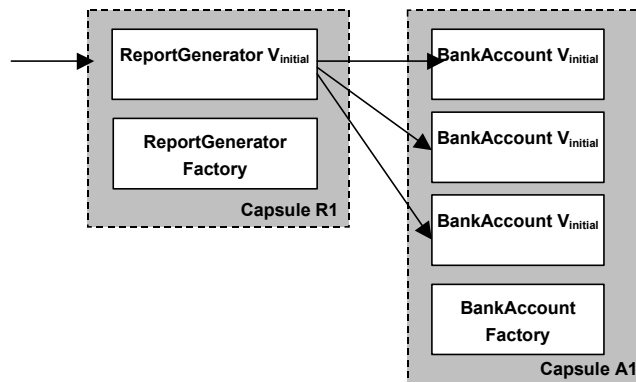 ReportGenerator Vinitial
ReportGenerator
Factory
Capsule R1
BankAccount Vinitial
BankAccount Vinitial
BankAccount Vinitial
BankAccount
Factory
Capsule A1